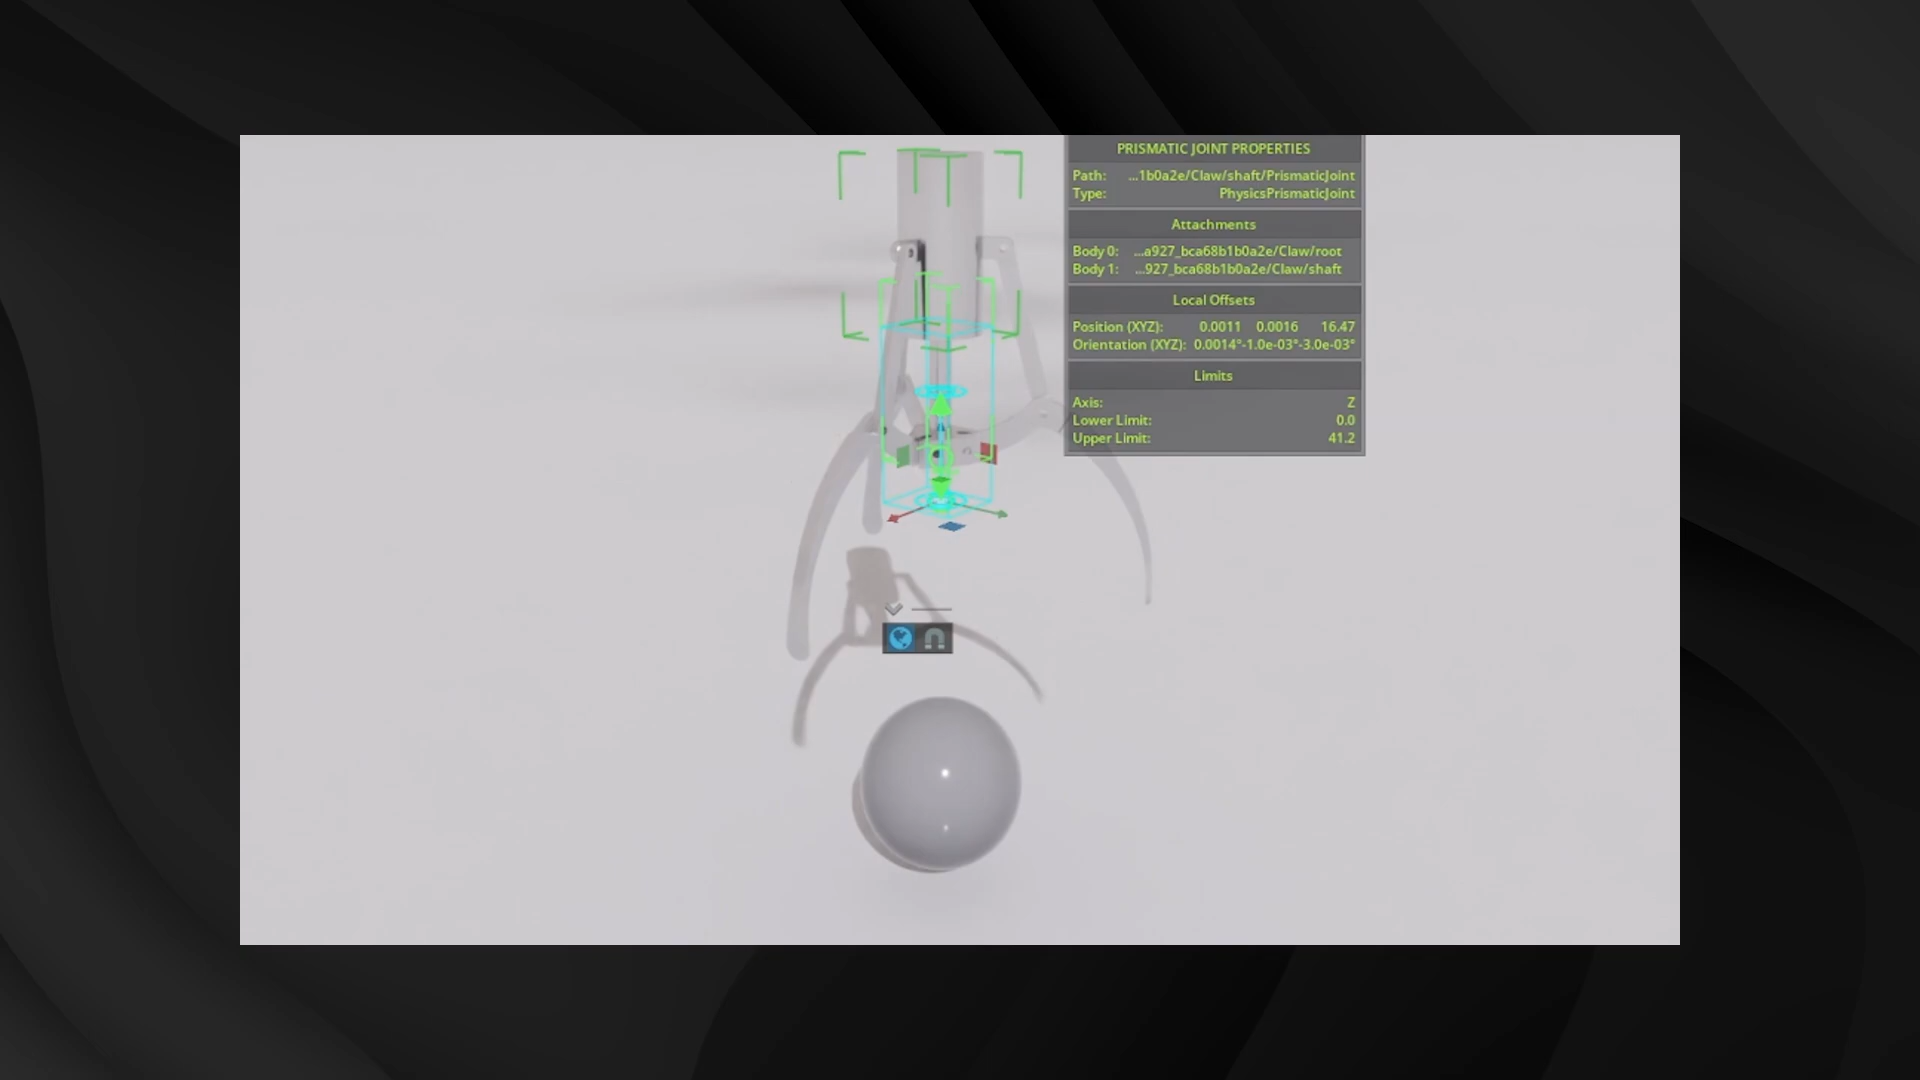 PRISMATIC JOINT PROPERTIES
Path: ...1b0a2e/Claw/shaft/PrismaticJoint
Type: PhysicsPrismaticJoint
Attachments
Body 0: ...a927_bca68b1b0a2e/Claw/root
Body 1: ...927_bca68b1b0a2e/Claw/shaft
Local Offsets
Position (XYZ): 0.0011 0.0016 16.47
Orientation (XYZ): 0.0014°-1.0e-03°-3.0e-03°
Limits
Axis: Z
Lower Limit: 0.0
Upper Limit: 41.2